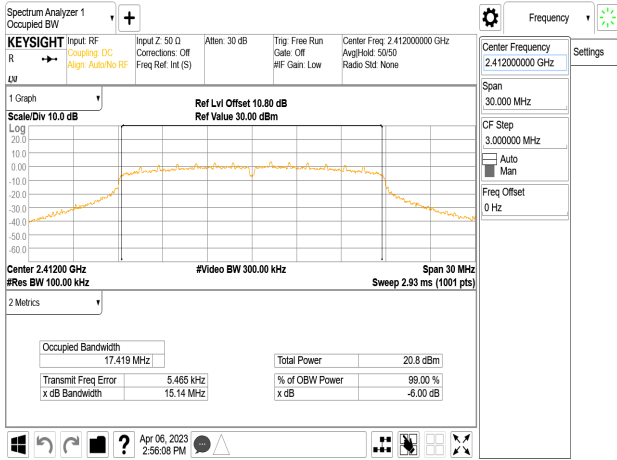 Spectrum Analyzer 1
Occupied BW
Frequency
KEYSIGHT
R
Input: RF
Coupling: DC
Align: Auto/No RF
Input Z: 50 Ω
Corrections: Off
Freq Ref: Int (S)
Atten: 30 dB
Trig: Free Run
Gate: Off
#IF Gain: Low
Center Freq: 2.412000000 GHz
Avg|Hold: 50/50
Radio Std: None
Center Frequency
2.412000000 GHz
Settings
Span
30.000 MHz
CF Step
3.000000 MHz
Auto
Man
Freq Offset
0 Hz
1 Graph
Scale/Div 10.0 dB
Ref Lvl Offset 10.80 dB
Ref Value 30.00 dBm
Log
20.0
10.0
0.00
-10.0
-20.0
-30.0
-40.0
-50.0
-60.0
Center 2.41200 GHz
#Res BW 100.00 kHz
#Video BW 300.00 kHz
Span 30 MHz
Sweep 2.93 ms (1001 pts)
2 Metrics
Occupied Bandwidth
17.419 MHz
Transmit Freq Error 5.465 kHz
x dB Bandwidth 15.14 MHz
Total Power 20.8 dBm
% of OBW Power 99.00 %
x dB -6.00 dB
?
Apr 06, 2023
2:56:08 PM